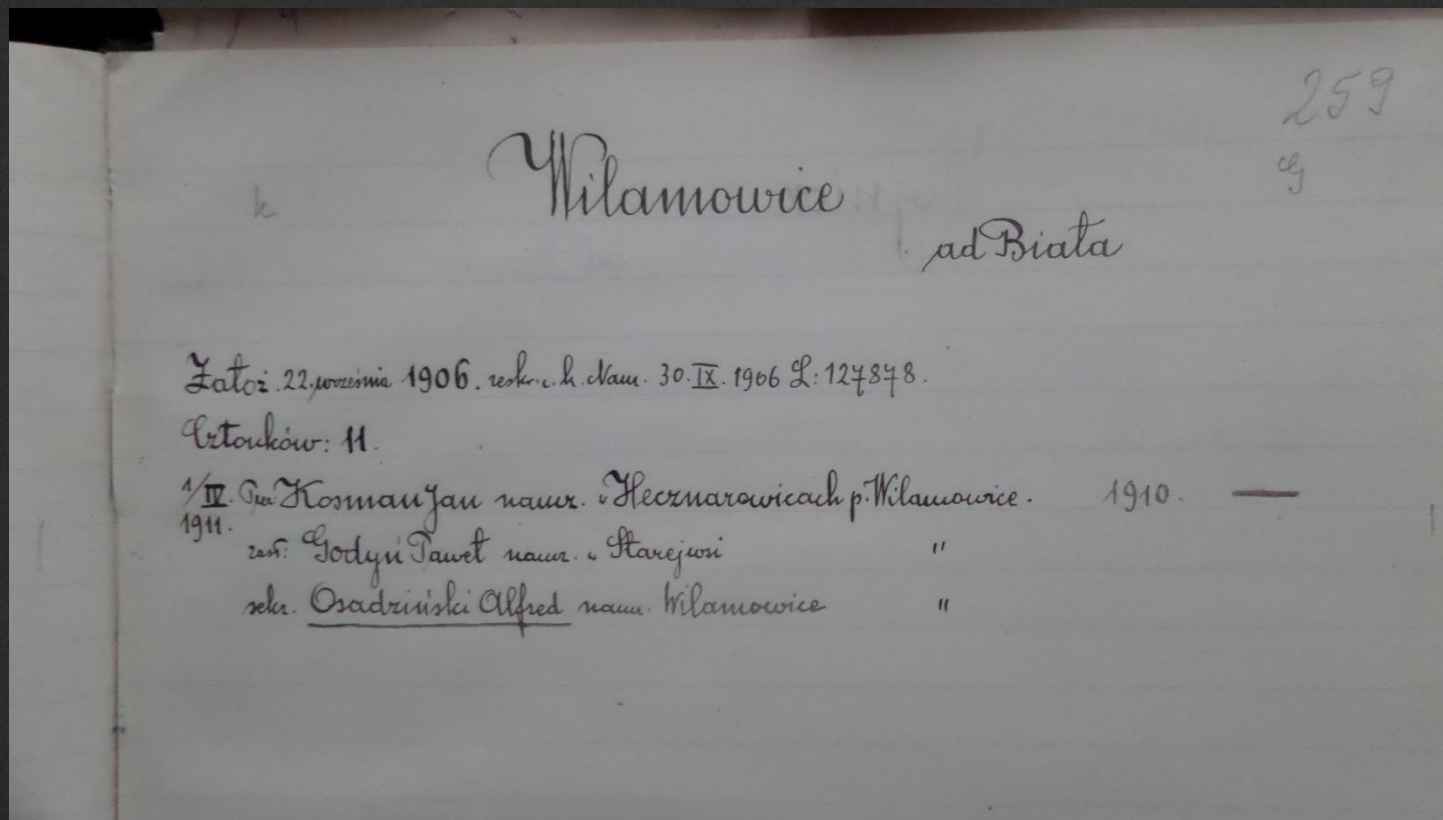 259
G
k
Wilamowice
ad Biała
Założ. 22. września 1906. reskr. c. k. Nam. 30. IX. 1906 L: 127878.
Członków: 11.
1/IV. Prze Kosman Jan naucz. w Hecznarowicach p. Wilamowice. 1910. —
1911.
zast: Godyń Paweł naucz. w Starejwsi "
sekr. Osadziński Alfred naucz. Wilamowice "